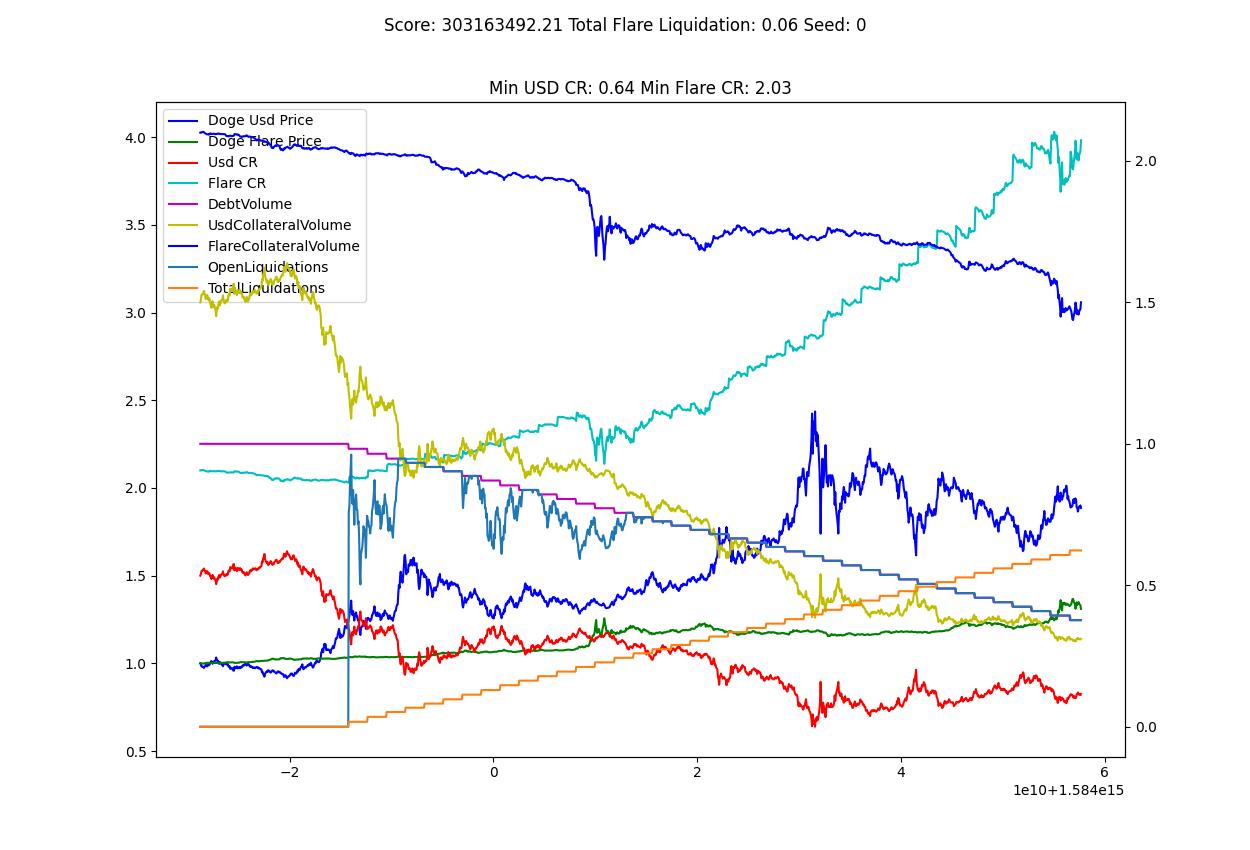 Score: 303163492.21 Total Flare Liquidation: 0.06 Seed: 0
Min USD CR: 0.64 Min Flare CR: 2.03
Doge Usd Price
Doge Flare Price
Usd CR
Flare CR
DebtVolume
UsdCollateralVolume
FlareCollateralVolume
OpenLiquidations
TotalLiquidations
4.0
3.5
3.0
2.5
2.0
1.5
1.0
0.5
2.0
1.5
1.0
0.5
0.0
−2
0
2
4
6
1e10+1.584e15